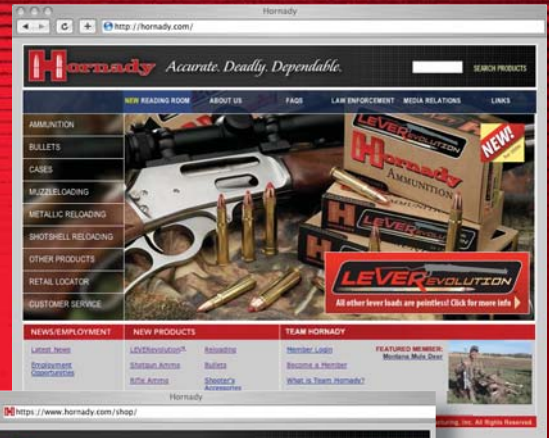 Hornady
http://hornady.com/
Hornady Accurate. Deadly. Dependable.
SEARCH PRODUCTS
NEW READING ROOM ABOUT US FAQS LAW ENFORCEMENT MEDIA RELATIONS LINKS
AMMUNITION
BULLETS
CASES
MUZZLELOADING
METALLIC RELOADING
SHOTSHELL RELOADING
OTHER PRODUCTS
RETAIL LOCATOR
CUSTOMER SERVICE
LEVEREVOLUTION
NEW!
Hornady
AMMUNITION
LEVEREVOLUTION
LEVEREVOLUTION
All other lever loads are pointless! Click for more info
NEWS/EMPLOYMENT NEW PRODUCTS TEAM HORNADY
Latest News LEVERevolution Reloading Member Login FEATURED MEMBER:
Montana Mule Deer
Employment Opportunities Shotgun Ammo Bullets Become a Member
Rifle Ammo Shooter's Accessories What is Team Hornady?
Hornady
https://www.hornady.com/shop/
turing, Inc. All Rights Reserved.